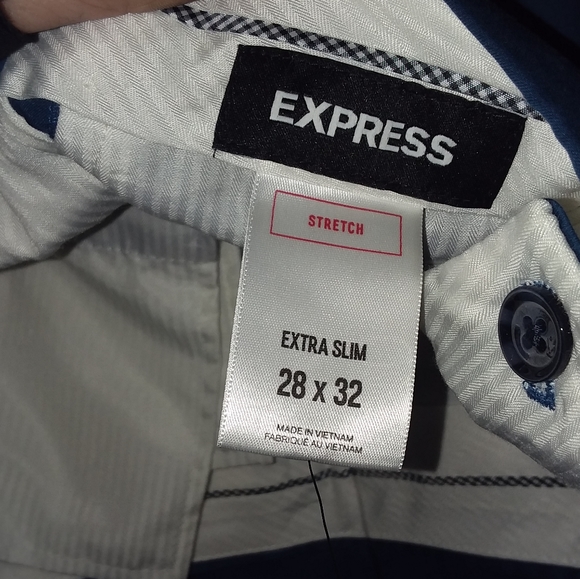 EXPRESS
STRETCH
EXTRA SLIM
28 x 32
MADE IN VIETNAM
FABRIQUÉ AU VIETNAM